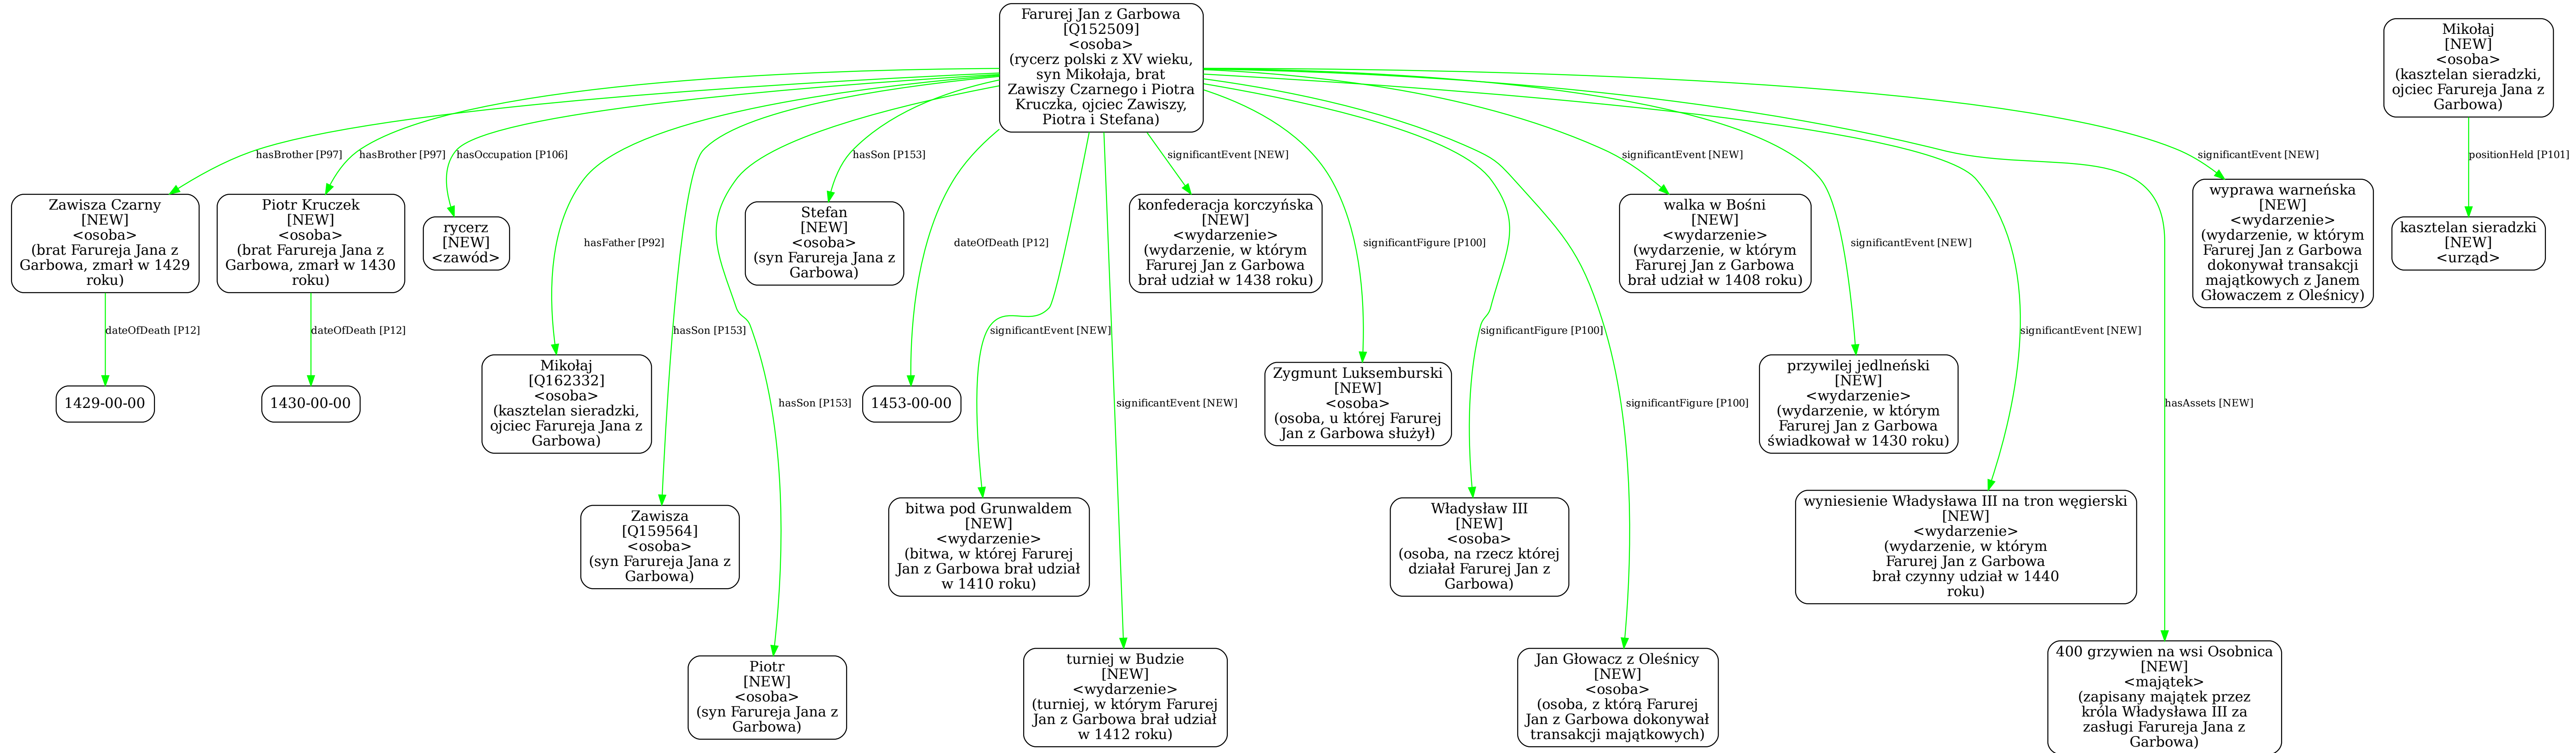 Farurej Jan z Garbowa
[Q152509]
<osoba>
(rycerz polski z XV wieku,
syn Mikołaja, brat
Zawiszy Czarnego i Piotra
Kruczka, ojciec Zawiszy,
Piotra i Stefana)
Mikołaj
[NEW]
<osoba>
(kasztelan sieradzki,
ojciec Farureja Jana z
Garbowa)
hasBrother [P97]
hasBrother [P97]
hasOccupation [P106]
hasSon [P153]
significantEvent [NEW]
significantEvent [NEW]
significantEvent [NEW]
positionHeld [P101]
Zawisza Czarny
[NEW]
<osoba>
(brat Farureja Jana z
Garbowa, zmarł w 1429
roku)
Piotr Kruczek
[NEW]
<osoba>
(brat Farureja Jana z
Garbowa, zmarł w 1430
roku)
rycerz
[NEW]
<zawód>
hasFather [P92]
Stefan
[NEW]
<osoba>
(syn Farureja Jana z
Garbowa)
dateOfDeath [P12]
konfederacja korczyńska
[NEW]
<wydarzenie>
(wydarzenie, w którym
Farurej Jan z Garbowa
brał udział w 1438 roku)
significantFigure [P100]
walka w Bośni
[NEW]
<wydarzenie>
(wydarzenie, w którym
Farurej Jan z Garbowa
brał udział w 1408 roku)
significantEvent [NEW]
wyprawa warneńska
[NEW]
<wydarzenie>
(wydarzenie, w którym
Farurej Jan z Garbowa
dokonywał transakcji
majątkowych z Janem
Głowaczem z Oleśnicy)
kasztelan sieradzki
[NEW]
<urząd>
dateOfDeath [P12]
dateOfDeath [P12]
hasSon [P153]
significantEvent [NEW]
significantFigure [P100]
significantEvent [NEW]
1429-00-00
1430-00-00
Mikołaj
[Q162332]
<osoba>
(kasztelan sieradzki,
ojciec Farureja Jana z
Garbowa)
hasSon [P153]
1453-00-00
significantEvent [NEW]
Zygmunt Luksemburski
[NEW]
<osoba>
(osoba, u której Farurej
Jan z Garbowa służył)
significantFigure [P100]
przywilej jedlneński
[NEW]
<wydarzenie>
(wydarzenie, w którym
Farurej Jan z Garbowa
świadkował w 1430 roku)
hasAssets [NEW]
Zawisza
[Q159564]
<osoba>
(syn Farureja Jana z
Garbowa)
bitwa pod Grunwaldem
[NEW]
<wydarzenie>
(bitwa, w której Farurej
Jan z Garbowa brał udział
w 1410 roku)
Władysław III
[NEW]
<osoba>
(osoba, na rzecz której
działał Farurej Jan z
Garbowa)
wyniesienie Władysława III na tron węgierski
[NEW]
<wydarzenie>
(wydarzenie, w którym
Farurej Jan z Garbowa
brał czynny udział w 1440
roku)
Piotr
[NEW]
<osoba>
(syn Farureja Jana z
Garbowa)
turniej w Budzie
[NEW]
<wydarzenie>
(turniej, w którym Farurej
Jan z Garbowa brał udział
w 1412 roku)
Jan Głowacz z Oleśnicy
[NEW]
<osoba>
(osoba, z którą Farurej
Jan z Garbowa dokonywał
transakcji majątkowych)
400 grzywien na wsi Osobnica
[NEW]
<majątek>
(zapisany majątek przez
króla Władysława III za
zasługi Farureja Jana z
Garbowa)